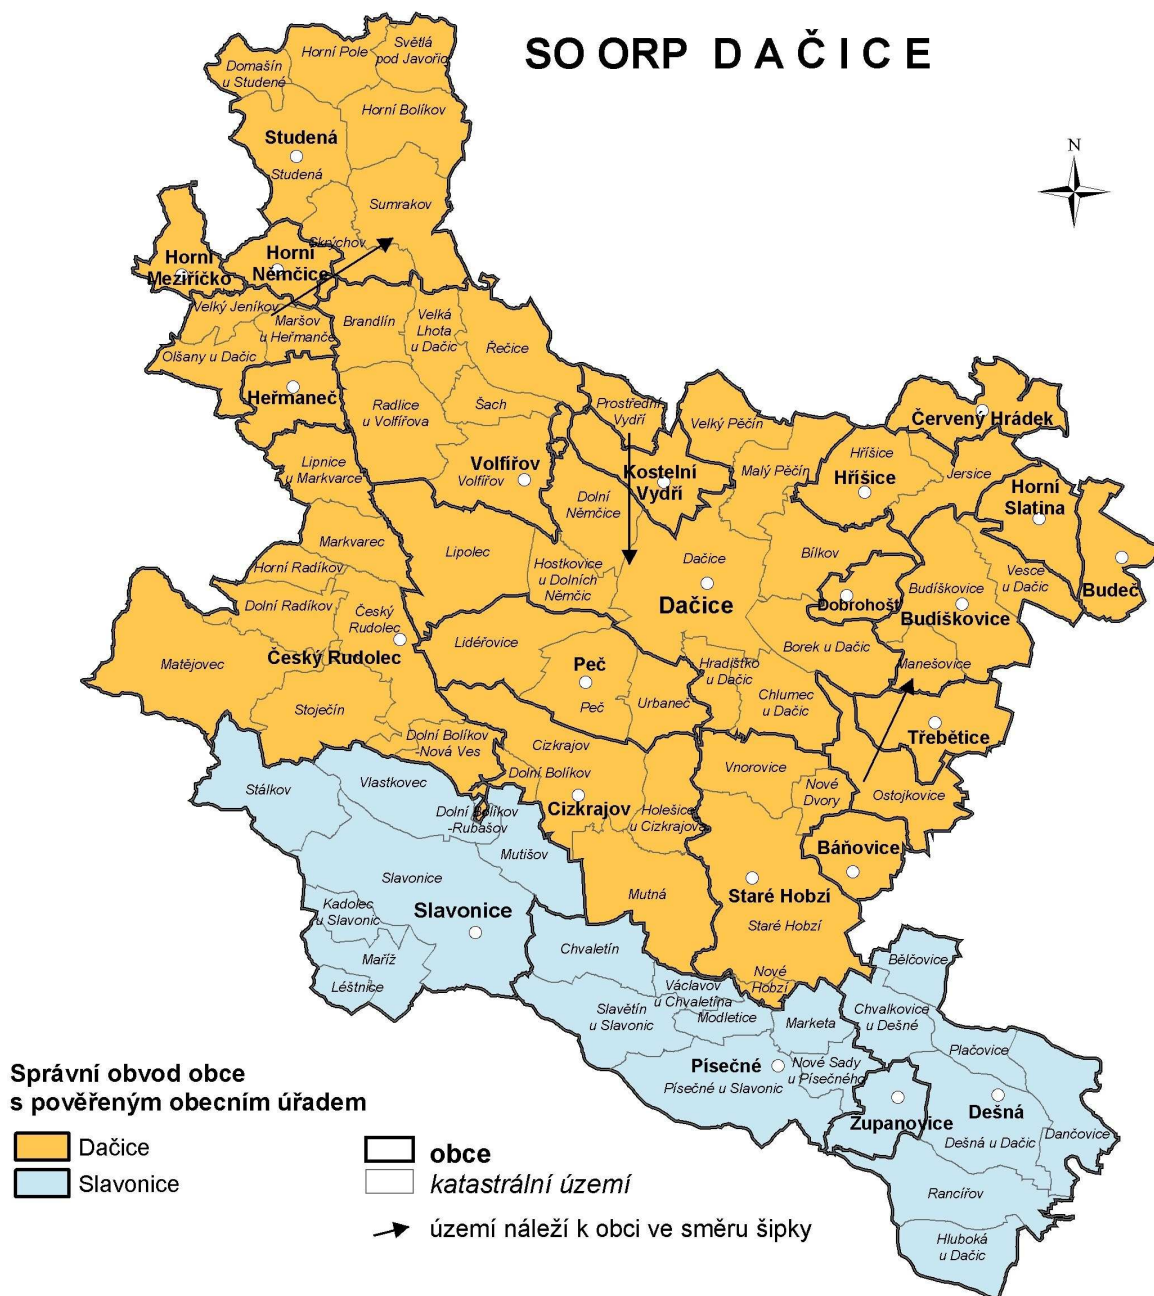 SO ORP DAČICE
N
Světlá
pod Javořic
Horní Pole
Domašín
u Studené
Horní Bolíkov
Studená
Studená
Sumrakov
Skrýchov
Horní
Meziříčko
Horní
Němčice
Velký Jeníkov
Maršov
u Heřmanče
Olšany u Dačic
Brandlín
Velká
Lhota
u Dačic
Řečice
Heřmaneč
Radlice
u Volfířova
Šach
Prostřední
Vydří
Velký Pěčín
Červený Hrádek
Lipnice
u Markvarce
Volfířov
Volfířov
Kostelní
Vydří
Malý Pěčín
Hříšice
Hříšice
Jersice
Horní
Slatina
Dolní
Němčice
Markvarec
Lipolec
Hostkovice
u Dolních
Němčic
Dačice
Dačice
Bílkov
Dobrohošť
Budíškovice
Budíškovice
Vesce
u Dačic
Budeč
Horní Radíkov
Dolní Radíkov
Český
Rudolec
Český Rudolec
Matějovec
Lidéřovice
Peč
Peč
Urbaneč
Hradišťko
u Dačic
Borek u Dačic
Chlumec
u Dačic
Manešovice
Třebětice
Stoječín
Dolní Bolíkov
-Nová Ves
Cizkrajov
Dolní Bolíkov
Cizkrajov
Holešice
u Cizkrajova
Vnorovice
Nové
Dvory
Ostojkovice
Báňovice
Stálkov
Vlastkovec
Dolní Bolíkov
-Rubašov
Mutišov
Slavonice
Slavonice
Mutná
Staré Hobzí
Staré Hobzí
Kadolec
u Slavonic
Maříž
Léštnice
Chvaletín
Nové
Hobzí
Václavov
u Chvaletína
Slavětín
u Slavonic
Modletice
Marketa
Bělčovice
Chvalkovice
u Dešné
Plačovice
Písečné
Písečné u Slavonic
Nové Sady
u Písečného
Županovice
Dešná
Dešná u Dačic
Dančovice
Rancířov
Hluboká
u Dačic
Správní obvod obce
s pověřeným obecním úřadem
Dačice
Slavonice
obce
katastrální území
území náleží k obci ve směru šipky